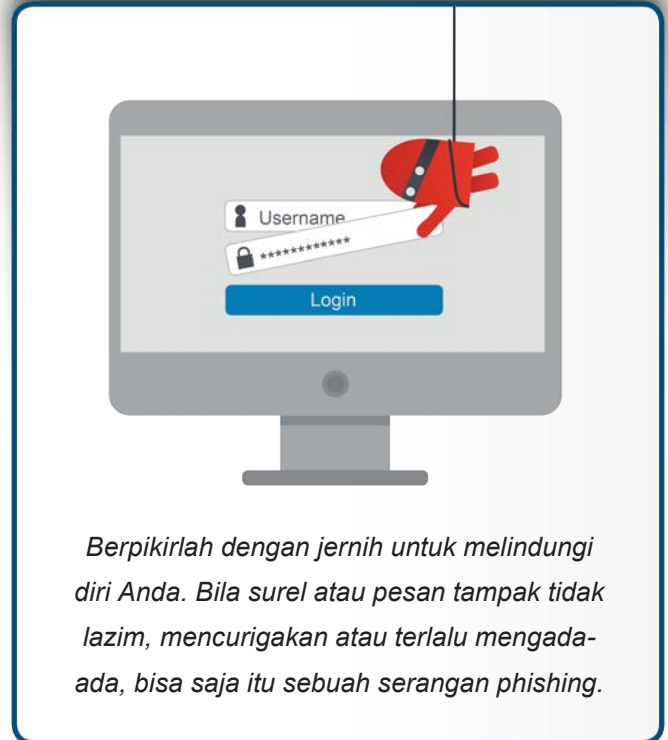 Username
************
Login
Berpikirlah dengan jernih untuk melindungi
diri Anda. Bila surel atau pesan tampak tidak
lazim, mencurigakan atau terlalu mengada-
ada, bisa saja itu sebuah serangan phishing.